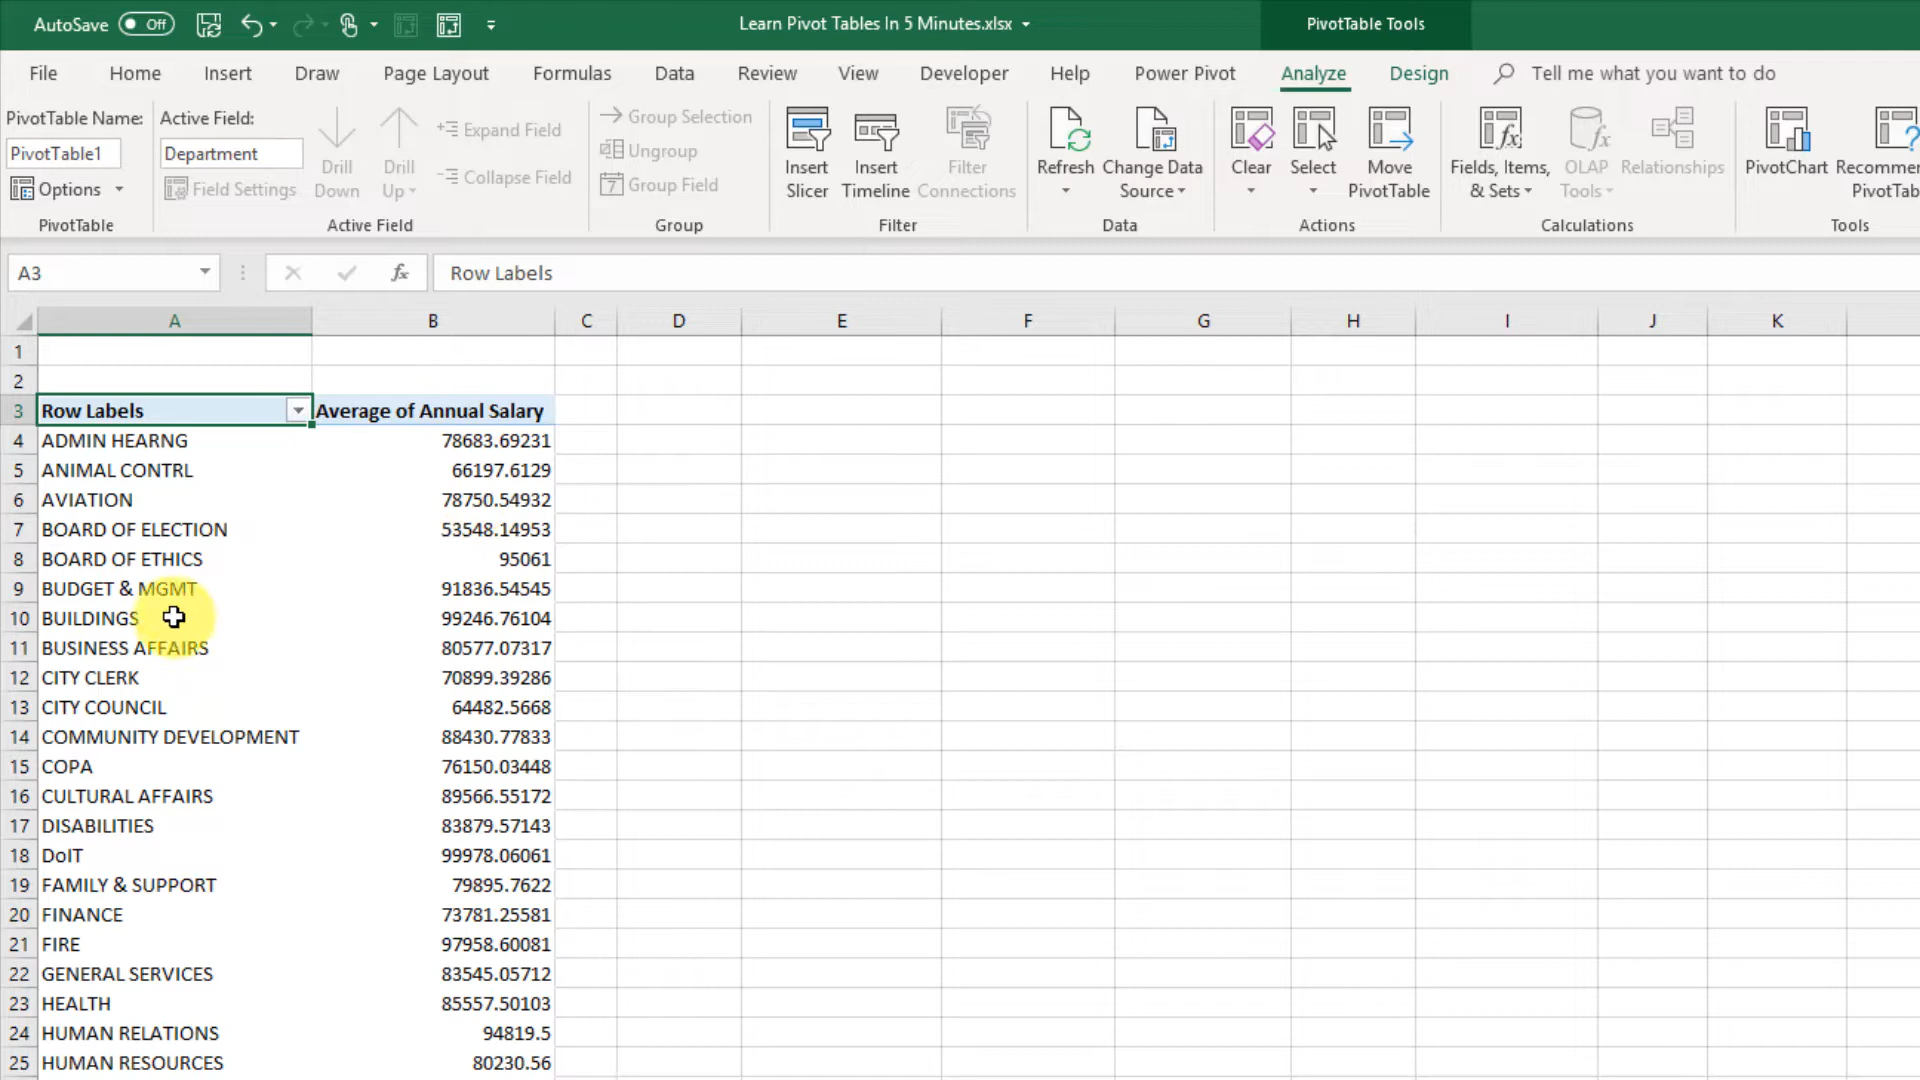 AutoSave Off Learn Pivot Tables In 5 Minutes.xlsx PivotTable Tools
File Home Insert Draw Page Layout Formulas Data Review View Developer Help Power Pivot Analyze Design Tell me what you want to do
PivotTable Name: Active Field:
PivotTable1 Department
Options Field Settings
Drill Down
Drill Up
Expand Field
Collapse Field
Group Selection
Ungroup
7 Group Field
Insert Slicer
Insert Timeline
Filter Connections
Refresh
Change Data Source
Clear
Select
Move PivotTable
Fields, Items, & Sets
OLAP Tools
Relationships
PivotChart
Recommen
PivotTab
PivotTable Active Field Group Filter Data Actions Calculations Tools
A3 fx Row Labels
A B C D E F G H I J K
1
2
3 Row Labels Average of Annual Salary
4 ADMIN HEARNG 78683.69231
5 ANIMAL CONTRL 66197.6129
6 AVIATION 78750.54932
7 BOARD OF ELECTION 53548.14953
8 BOARD OF ETHICS 95061
9 BUDGET & MGMT 91836.54545
10 BUILDINGS 99246.76104
11 BUSINESS AFFAIRS 80577.07317
12 CITY CLERK 70899.39286
13 CITY COUNCIL 64482.5668
14 COMMUNITY DEVELOPMENT 88430.77833
15 COPA 76150.03448
16 CULTURAL AFFAIRS 89566.55172
17 DISABILITIES 83879.57143
18 DoIT 99978.06061
19 FAMILY & SUPPORT 79895.7622
20 FINANCE 73781.25581
21 FIRE 97958.60081
22 GENERAL SERVICES 83545.05712
23 HEALTH 85557.50103
24 HUMAN RELATIONS 94819.5
25 HUMAN RESOURCES 80230.56